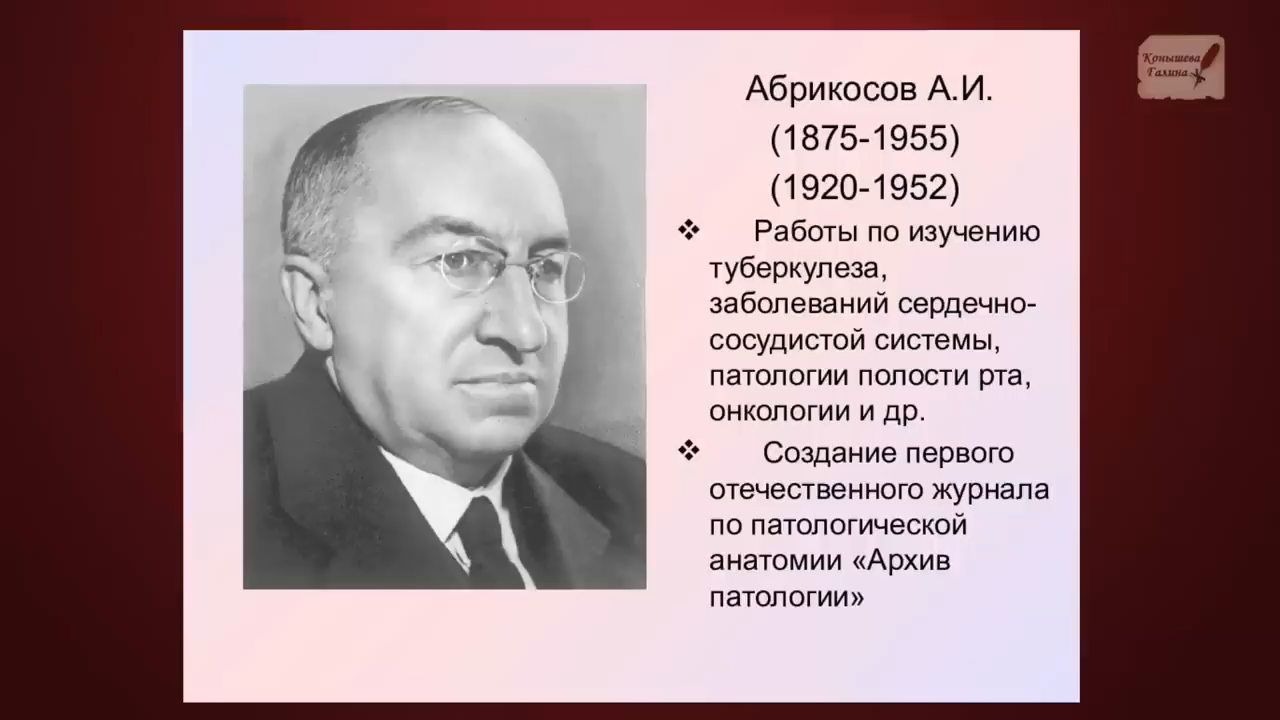 Абрикосов А.И.
(1875-1955)
(1920-1952)
❖ Работы по изучению
туберкулеза,
заболеваний сердечно-
сосудистой системы,
патологии полости рта,
онкологии и др.
❖ Создание первого
отечественного журнала
по патологической
анатомии «Архив
патологии»
Конышева
Галина